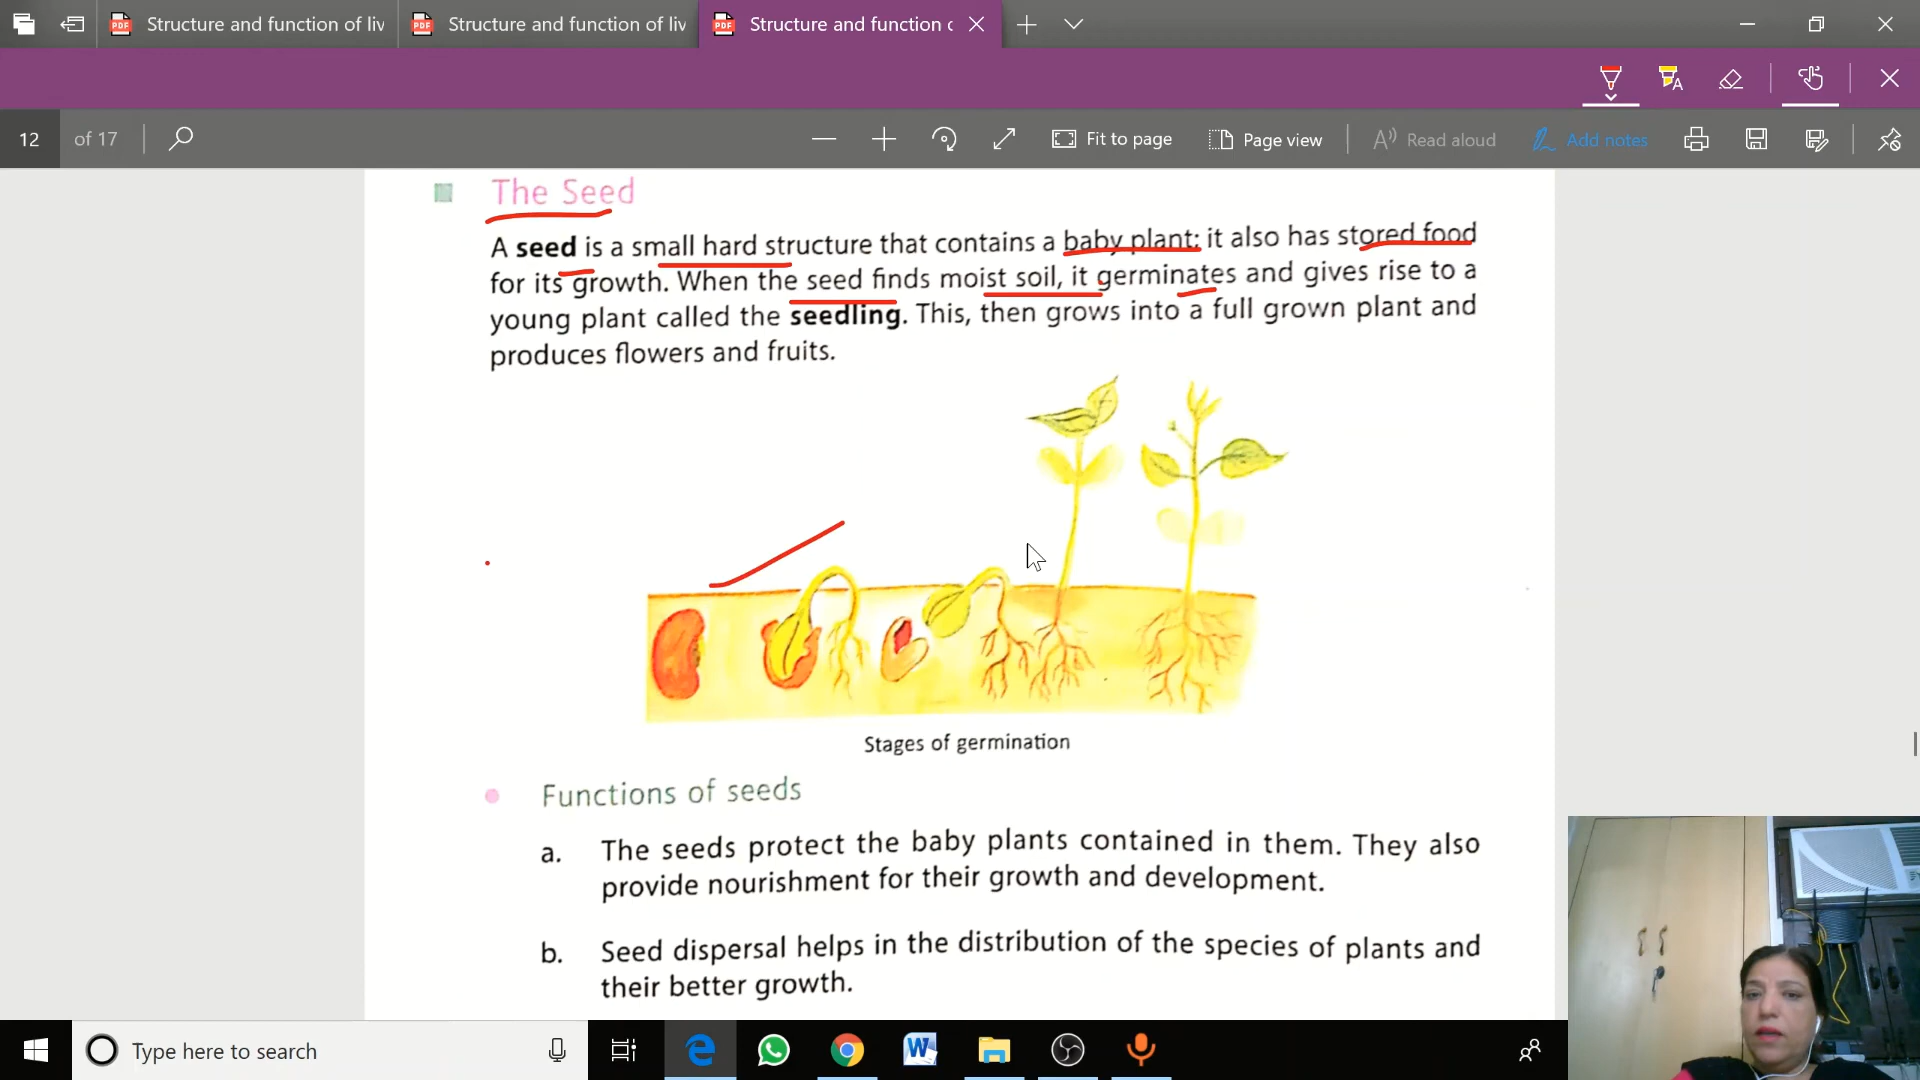 Structure and function of liv
Structure and function of liv
Structure and function o
12
of 17
Fit to page
Page view
Read aloud
Add notes
The Seed
A seed is a small hard structure that contains a baby plant; it also has stored food
for its growth. When the seed finds moist soil, it germinates and gives rise to a
young plant called the seedling. This, then grows into a full grown plant and
produces flowers and fruits.
Stages of germination
Functions of seeds
a. The seeds protect the baby plants contained in them. They also
provide nourishment for their growth and development.
b. Seed dispersal helps in the distribution of the species of plants and
their better growth.
Type here to search